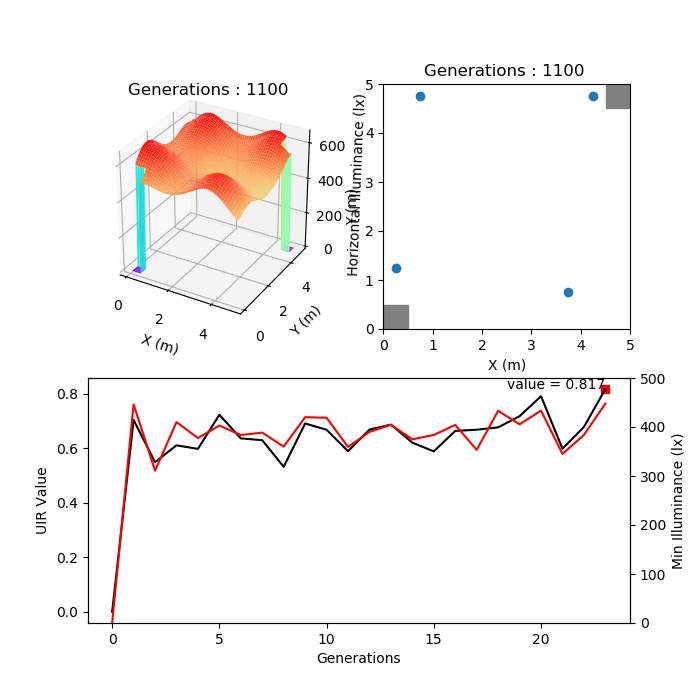 Generations : 1100
600
400
200
0
0
2
4
X (m)
0
2
4
Y (m)
Horizontal Illuminance (lx)
Generations : 1100
5
4
3
2
1
0
Y (m)
0 1 2 3 4 5
X (m)
value = 0.817
0.8
0.6
0.4
0.2
0.0
UIR Value
500
400
300
200
100
0
Min Illuminance (lx)
0 5 10 15 20
Generations